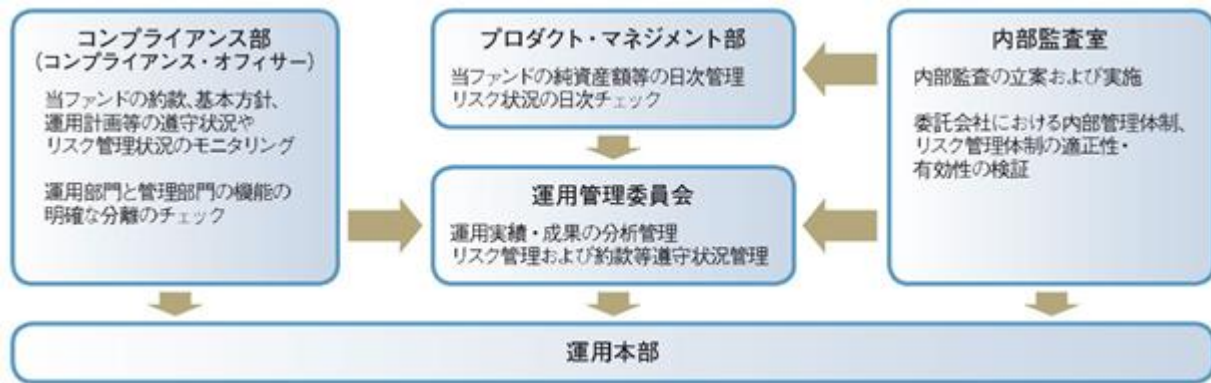 コンプライアンス部
(コンプライアンス・オフィサー)
当ファンドの約款、基本方針、
運用計画等の遵守状況や
リスク管理状況のモニタリング
運用部門と管理部門の機能の
明確な分離のチェック
プロダクト・マネジメント部
当ファンドの純資産額等の日次管理
リスク状況の日次チェック
運用管理委員会
運用実績・成果の分析管理
リスク管理および約款等遵守状況管理
内部監査室
内部監査の立案および実施
委託会社における内部管理体制、
リスク管理体制の適正性・
有効性の検証
運用本部